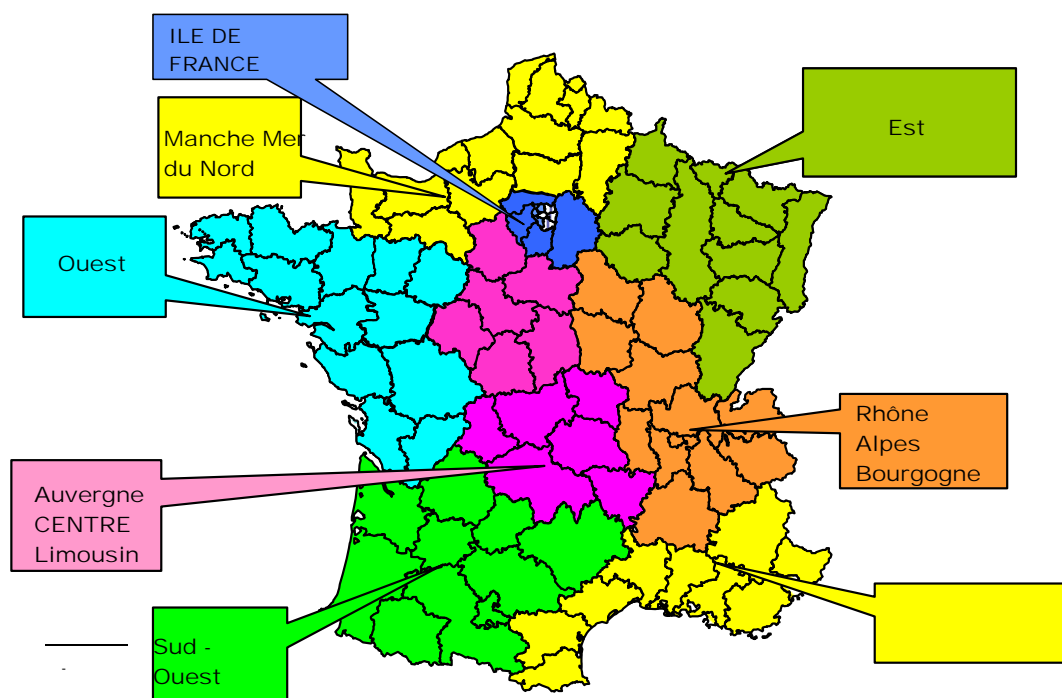 ILE DE
FRANCE
Manche Mer
du Nord
Est
Ouest
Rhône
Alpes
Bourgogne
Auvergne
CENTRE
Limousin
Sud -
Ouest